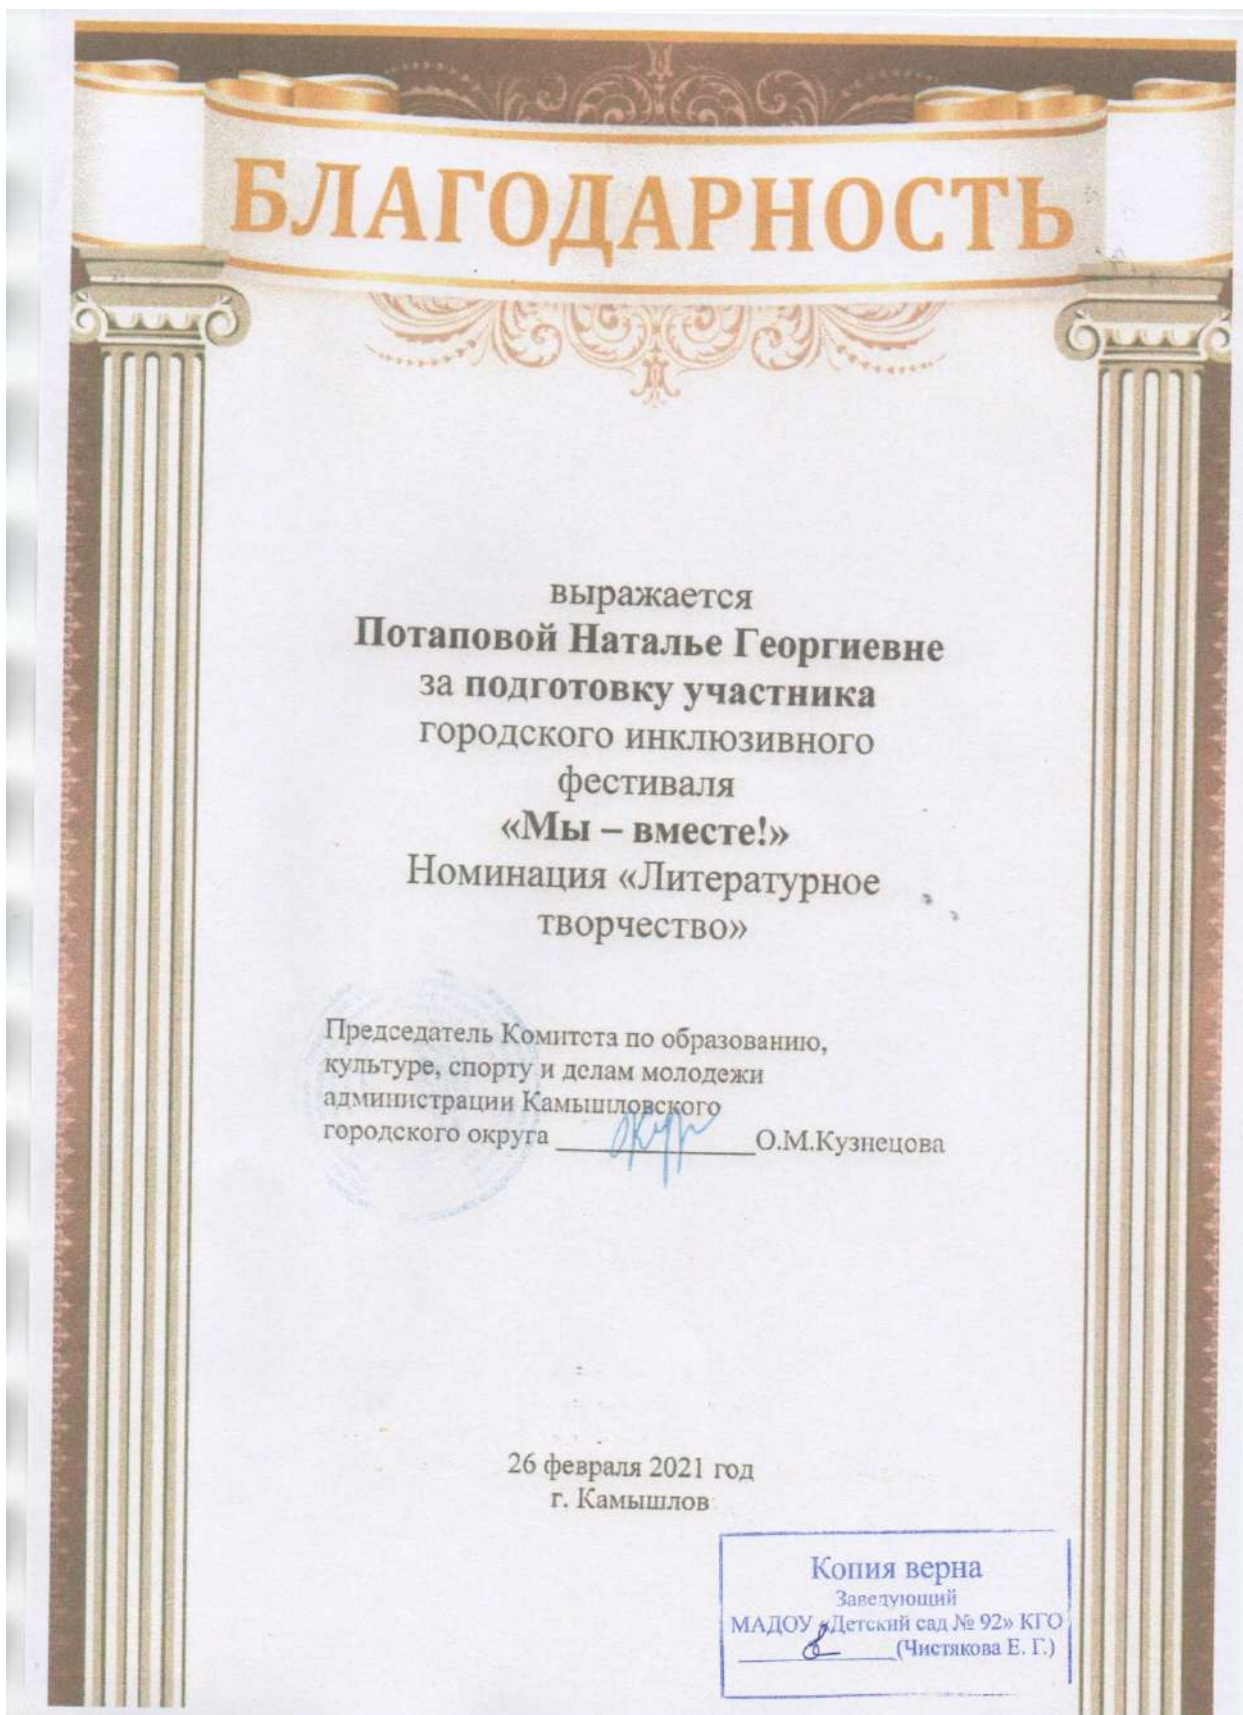 БЛАГОДАРНОСТЬ
выражается
Потаповой Наталье Георгиевне
за подготовку участника
городского инклюзивного
фестиваля
«Мы – вместе!»
Номинация «Литературное
творчество»
Председатель Комитета по образованию,
культуре, спорту и делам молодежи
администрации Камышловского
городского округа ______________О.М.Кузнецова
26 февраля 2021 год
г. Камышлов
Копия верна
Заведующий
МАДОУ «Детский сад № 92» КГО
______________(Чистякова Е. Г.)